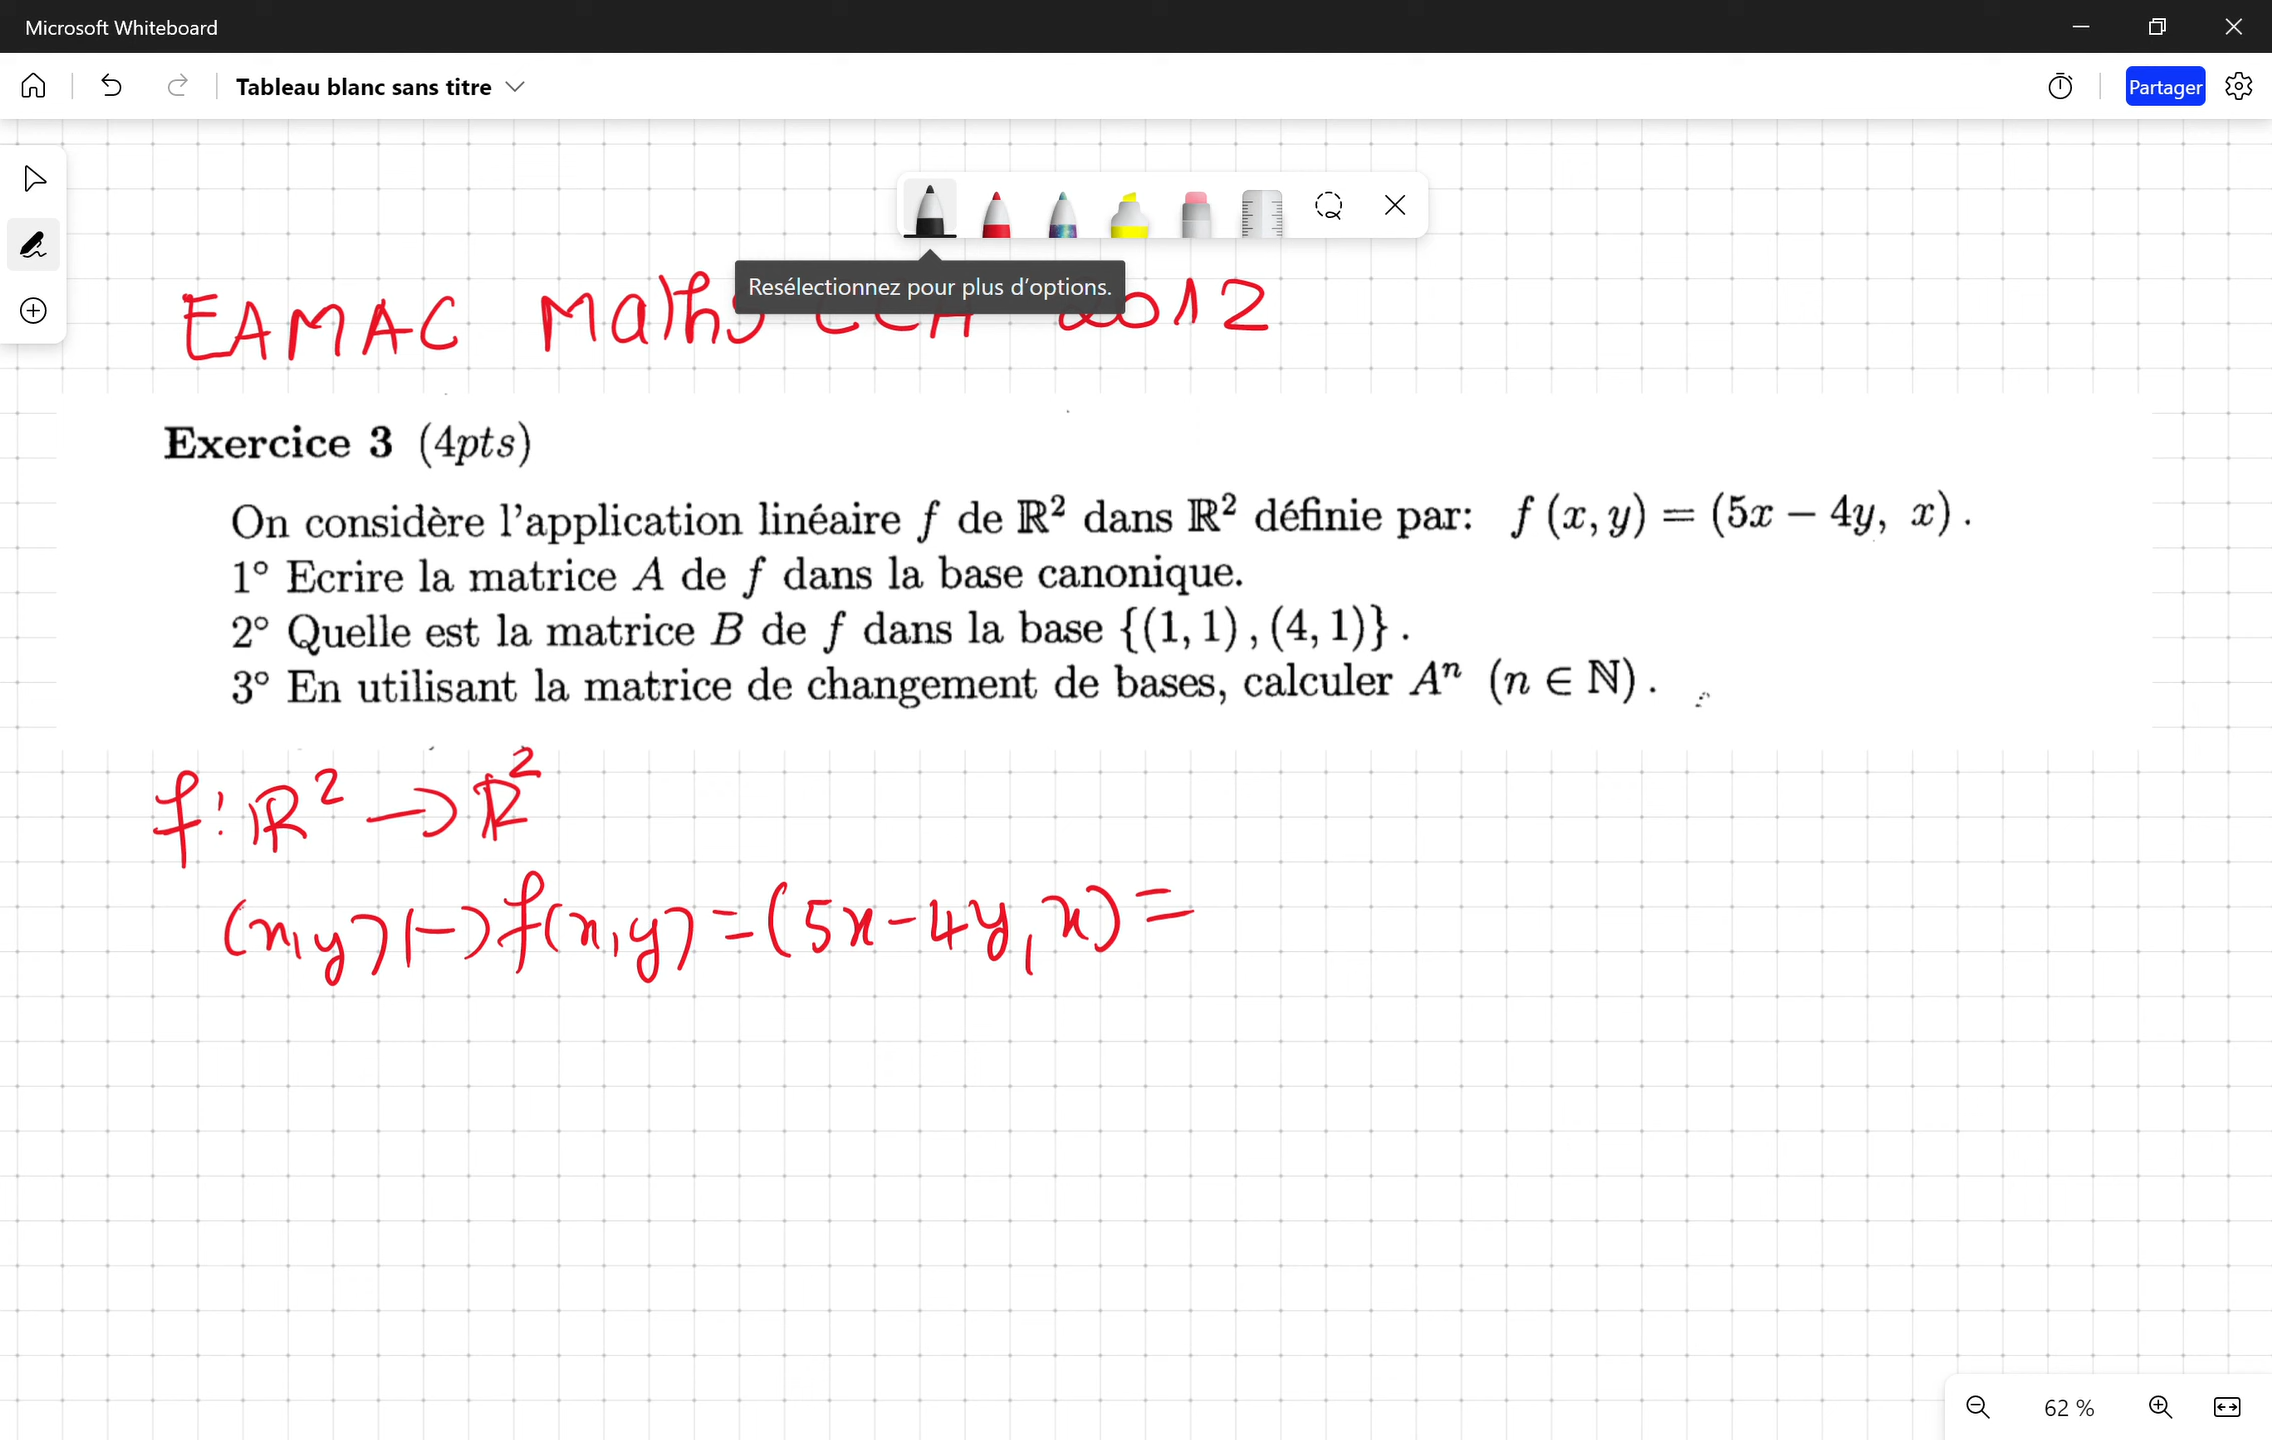 Microsoft Whiteboard
Tableau blanc sans titre
Partager
Resélectionnez pour plus d’options.
EAMAC Maths CCA 2012
Exercice 3 (4pts)
On considère l’application linéaire f de ℝ² dans ℝ² définie par: f (x, y) = (5x − 4y, x) .
1° Ecrire la matrice A de f dans la base canonique.
2° Quelle est la matrice B de f dans la base {(1, 1) , (4, 1)} .
3° En utilisant la matrice de changement de bases, calculer Aⁿ (n ∈ ℕ) .
f: ℝ² → ℝ²
(x,y) ↦ f(x,y) = (5x-4y, x) =
62 %